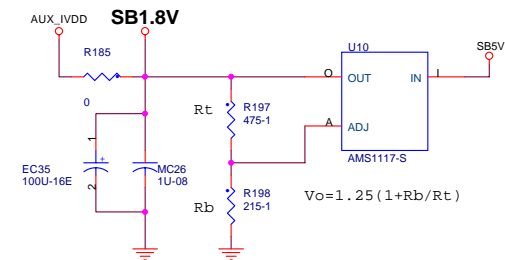 AUX_IVDD
SB1.8V
R185
0
U10
SB5V
O
OUT
IN
I
A
ADJ
AMS1117-S
Rt
R197
475-1
1
EC35
100U-16E
2
MC26
1U-08
Rb
R198
215-1
Vo=1.25(1+Rb/Rt)